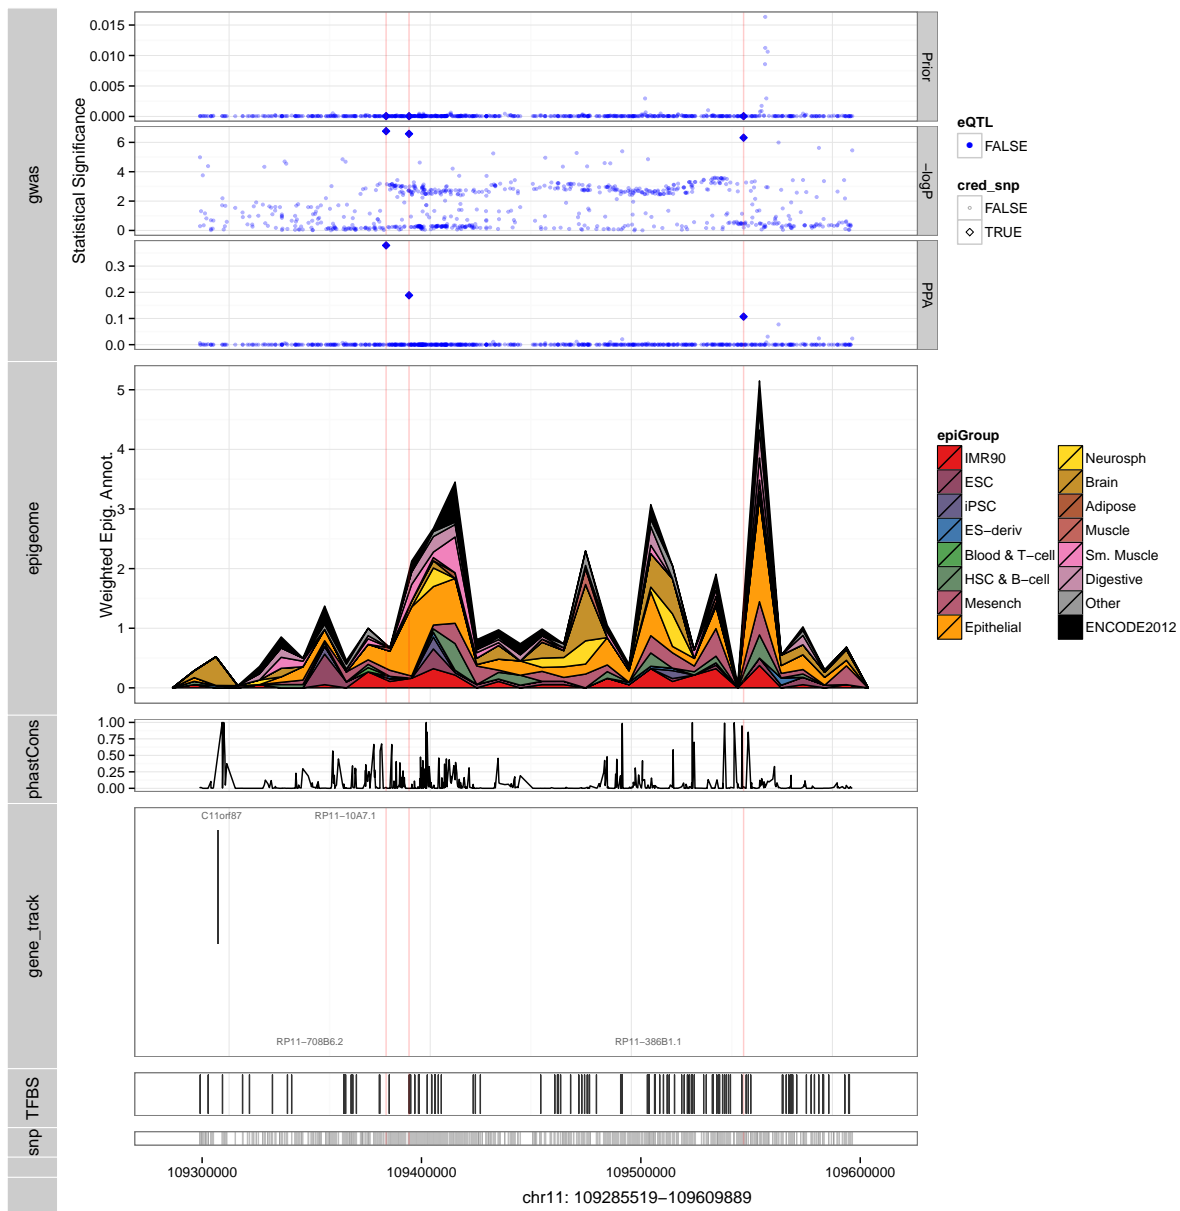 gwas
Statistical Significance
0.015
0.010
0.005
0.000
Prior
6
4
2
0
−logP
0.3
0.2
0.1
0.0
PPA
eQTL
FALSE
cred_snp
FALSE
TRUE
epigeome
Weighted Epig. Annot.
5
4
3
2
1
0
epiGroup
IMR90
ESC
iPSC
ES−deriv
Blood & T−cell
HSC & B−cell
Mesench
Epithelial
Neurosph
Brain
Adipose
Muscle
Sm. Muscle
Digestive
Other
ENCODE2012
phastCons
1.00
0.75
0.50
0.25
0.00
gene_track
C11orf87
RP11−10A7.1
RP11−708B6.2
RP11−386B1.1
TFBS
snp
109300000
109400000
109500000
109600000
chr11: 109285519−109609889